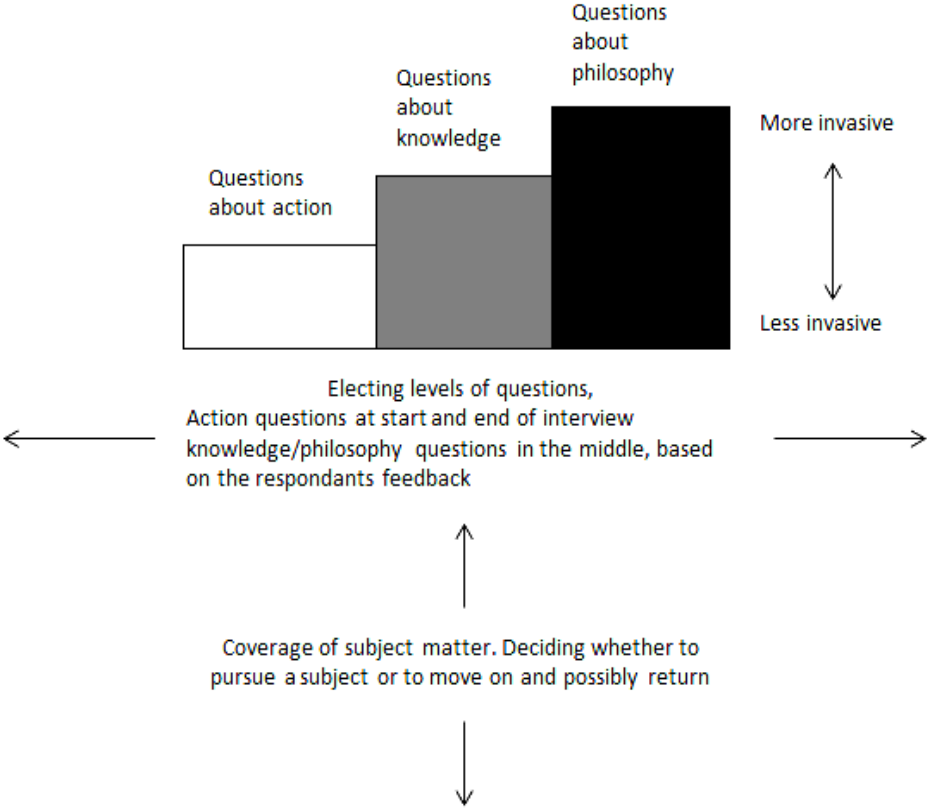 Questions
about
philosophy
Questions
about
knowledge
More invasive
Questions
about action
Less invasive
Electing levels of questions,
Action questions at start and end of interview
knowledge/philosophy questions in the middle, based
on the respondants feedback
Coverage of subject matter. Deciding whether to
pursue a subject or to move on and possibly return